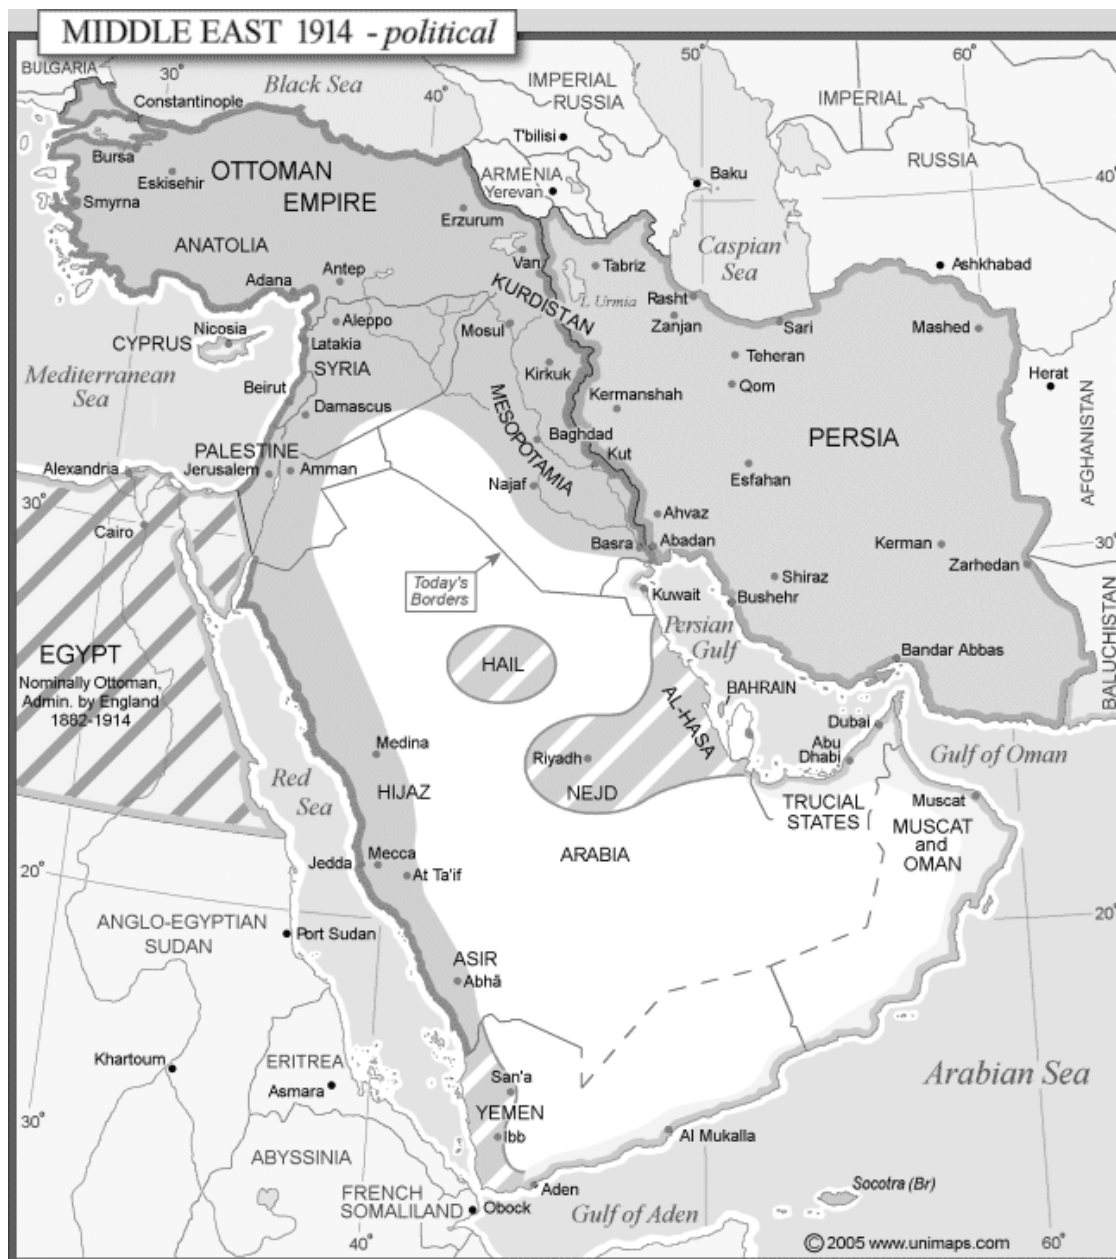 MIDDLE EAST 1914 - political
BULGARIA
30°
Black Sea
40°
IMPERIAL
RUSSIA
50°
60°
IMPERIAL
RUSSIA
Constantinople
T'bilisi
Bursa
Eskisehir
OTTOMAN
EMPIRE
ARMENIA
Yerevan
Baku
40°
Smyrna
Erzurum
ANATOLIA
Caspian
Sea
Adana
Antep
Van
Tabriz
Ashkhabad
KURDISTAN
L Urmia
Rasht
Zanjan
Sari
Mashed
Nicosia
CYPRUS
Aleppo
Latakia
SYRIA
Mosul
Teheran
Kirkuk
Qom
Herat
Mediterranean
Sea
Beirut
Damascus
Kermanshah
MESOPOTAMIA
Baghdad
Kut
PERSIA
AFGHANISTAN
PALESTINE
Jerusalem
Amman
Alexandria
Najaf
Esfahan
30°
Cairo
Ahvaz
Basra
Abadan
Kerman
Zarhedan
30°
Today's
Borders
Shiraz
Kuwait
Bushehr
Persian
Gulf
BALUCHISTAN
EGYPT
Nominally Ottoman,
Admin. by England
1882-1914
HAIL
Bandar Abbas
AL-HASA
BAHRAIN
Dubai
Abu
Dhabi
Gulf of Oman
Medina
Riyadh
HIJAZ
NEJD
Red
Sea
TRUCIAL
STATES
Muscat
MUSCAT
and
OMAN
Jedda
Mecca
At Ta'if
ARABIA
20°
ANGLO-EGYPTIAN
SUDAN
Port Sudan
20°
ASIR
Abhā
Khartoum
ERITREA
Asmara
San'a
YEMEN
Ibb
Arabian Sea
30°
ABYSSINIA
Al Mukalla
FRENCH
SOMALILAND
Obock
Aden
Gulf of Aden
Socotra (Br)
40°
60°
© 2005 www.unimaps.com